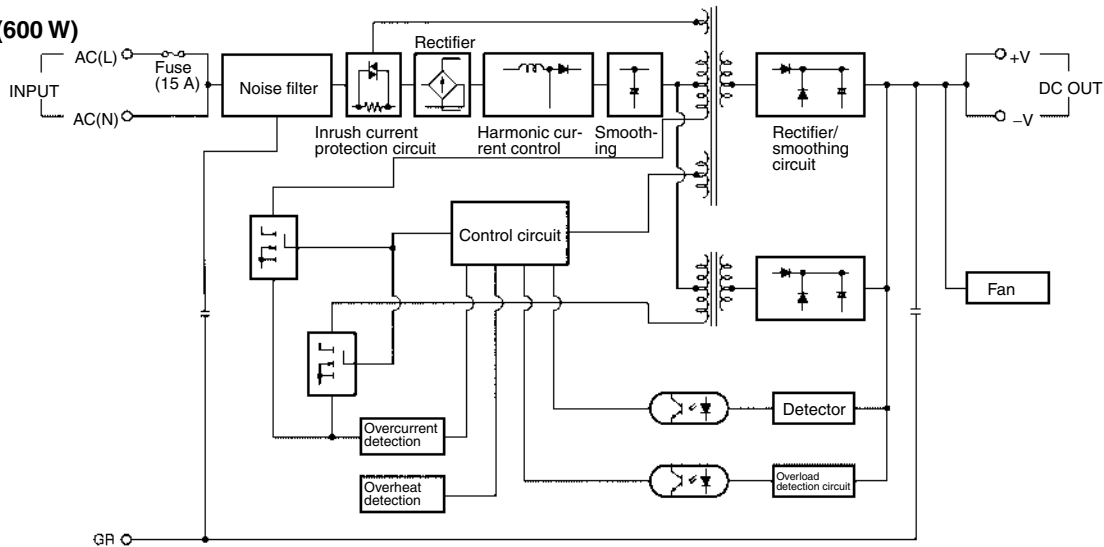 (600 W)
AC(L)
Fuse
(15 A)
INPUT
AC(N)
Noise filter
Inrush current
protection circuit
Rectifier
Harmonic cur-
rent control
Smooth-
ing
Rectifier/
smoothing
circuit
+V
DC OUT
–V
Control circuit
Fan
Detector
Overcurrent
detection
Overload
detection circuit
Overheat
detection
GR